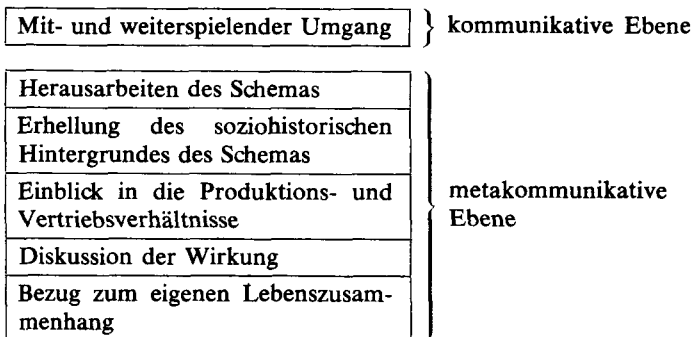 Mit- und weiterspielender Umgang } kommunikative Ebene
Herausarbeiten des Schemas
Erhellung des soziohistorischen
Hintergrundes des Schemas
Einblick in die Produktions- und
Vertriebsverhältnisse
metakommunikative
Ebene
Diskussion der Wirkung
Bezug zum eigenen Lebenszusam-
menhang